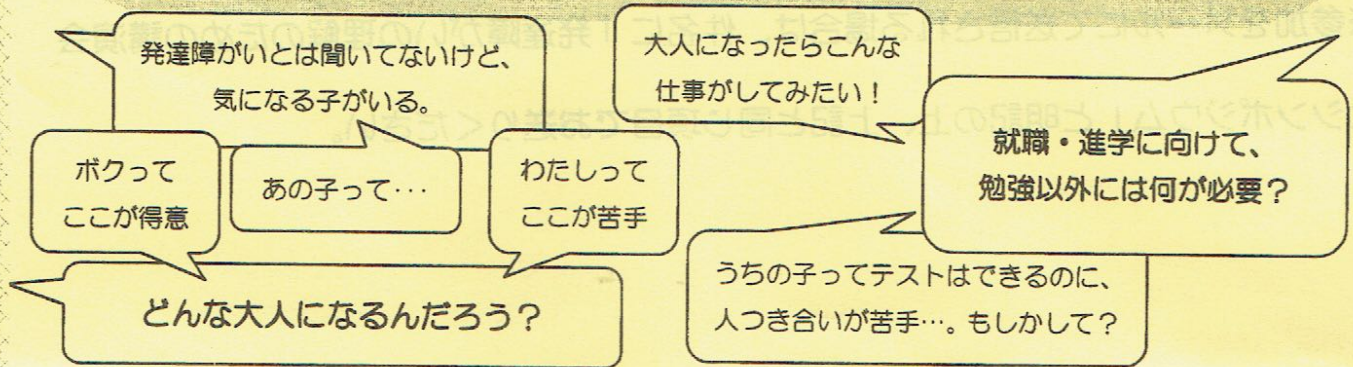 発達障がいとは聞いてないけど、
気になる子がいる。
大人になったらこんな
仕事がしてみたい！
就職・進学に向けて、
勉強以外には何が必要？
ボクって
ここが得意
あの子って・・・
わたしって
ここが苦手
どんな大人になるんだろう？
うちの子ってテストはできるのに、
人つき合いが苦手…。もしかして？